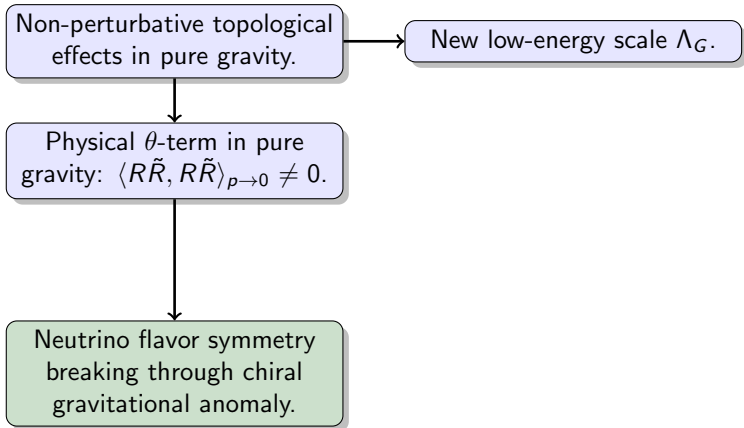 Non-perturbative topological
effects in pure gravity.
New low-energy scale Λ_G.
Physical θ-term in pure
gravity: ⟨RR̃, RR̃⟩_{p→0} ≠ 0.
Neutrino flavor symmetry
breaking through chiral
gravitational anomaly.